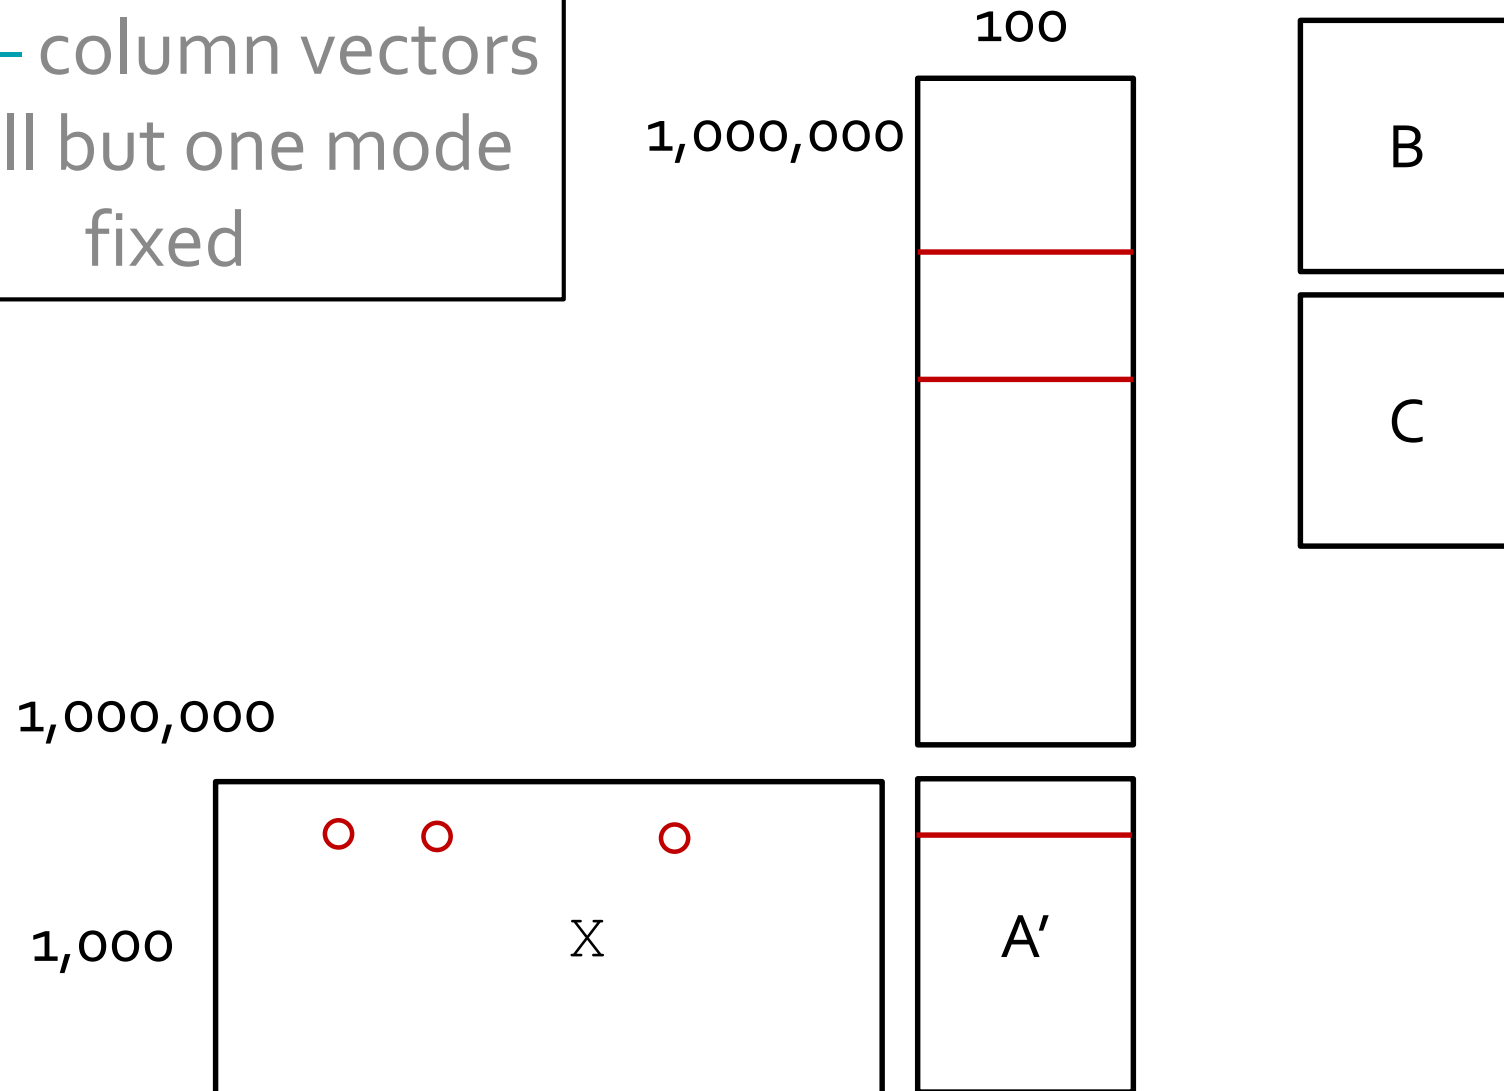 – column vectors
ll but one mode
fixed
100
1,000,000
B
C
1,000,000
1,000
X
A′